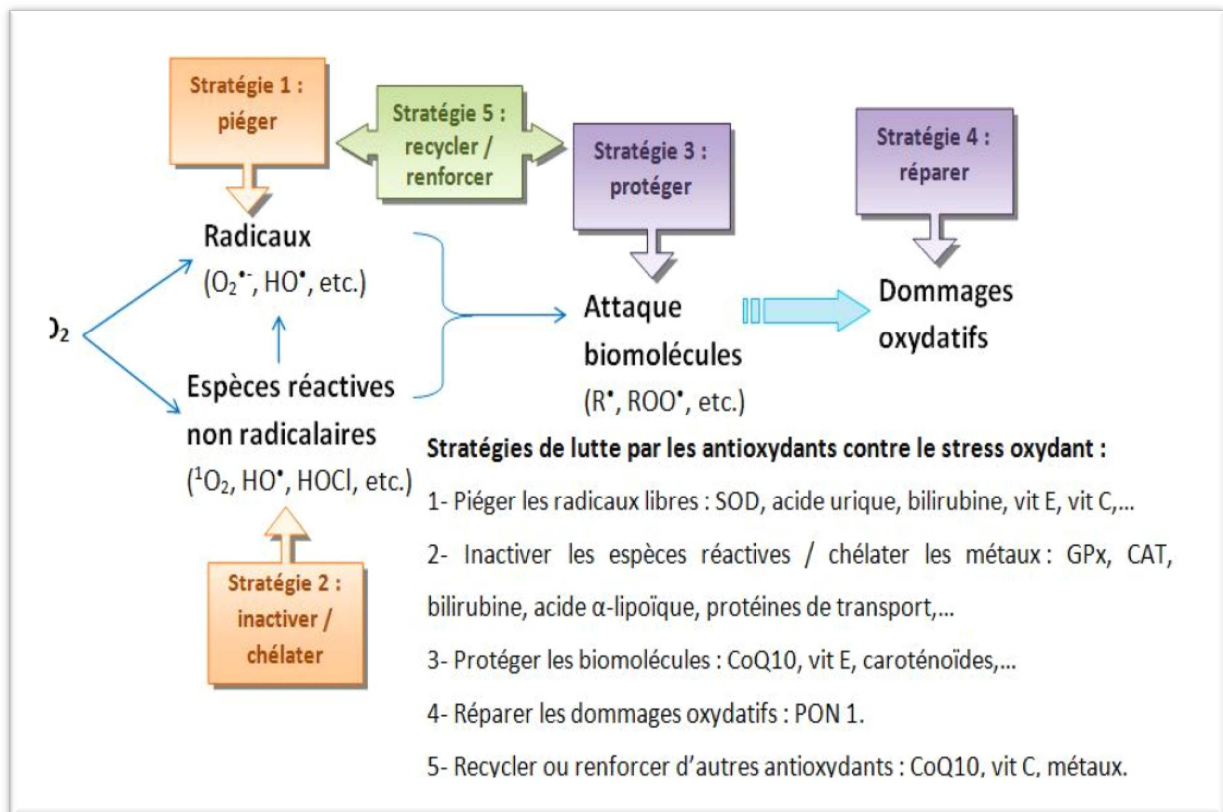 Stratégie 1 :
piéger
Stratégie 5 :
recycler /
renforcer
Stratégie 3 :
protéger
Stratégie 4 :
réparer
Radicaux
(O₂•⁻, HO•, etc.)
O₂
Espèces réactives
non radicalaires
(¹O₂, HO•, HOCl, etc.)
Attaque
biomolécules
(R•, ROO•, etc.)
Dommages
oxydatifs
Stratégie 2 :
inactiver /
chélater
Stratégies de lutte par les antioxydants contre le stress oxydant :
1- Piéger les radicaux libres : SOD, acide urique, bilirubine, vit E, vit C,...
2- Inactiver les espèces réactives / chélater les métaux : GPx, CAT,
bilirubine, acide α-lipoïque, protéines de transport,...
3- Protéger les biomolécules : CoQ10, vit E, caroténoïdes,...
4- Réparer les dommages oxydatifs : PON 1.
5- Recycler ou renforcer d'autres antioxydants : CoQ10, vit C, métaux.